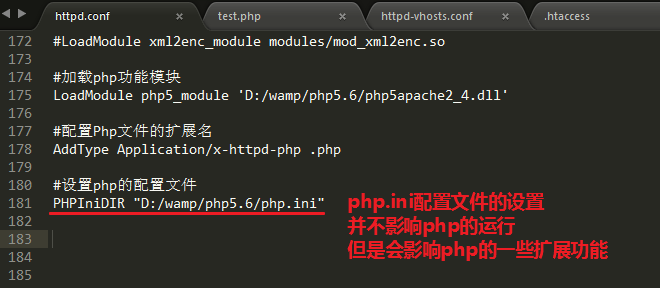 httpd.conf × test.php × httpd-vhosts.conf × .htaccess
172 #LoadModule xml2enc_module modules/mod_xml2enc.so
173
174 #加载php功能模块
175 LoadModule php5_module 'D:/wamp/php5.6/php5apache2_4.dll'
176
177 #配置Php文件的扩展名
178 AddType Application/x-httpd-php .php
179
180 #设置php的配置文件
181 PHPIniDIR "D:/wamp/php5.6/php.ini"
182
183
184
185
php.ini配置文件的设置
并不影响php的运行
但是会影响php的一些扩展功能